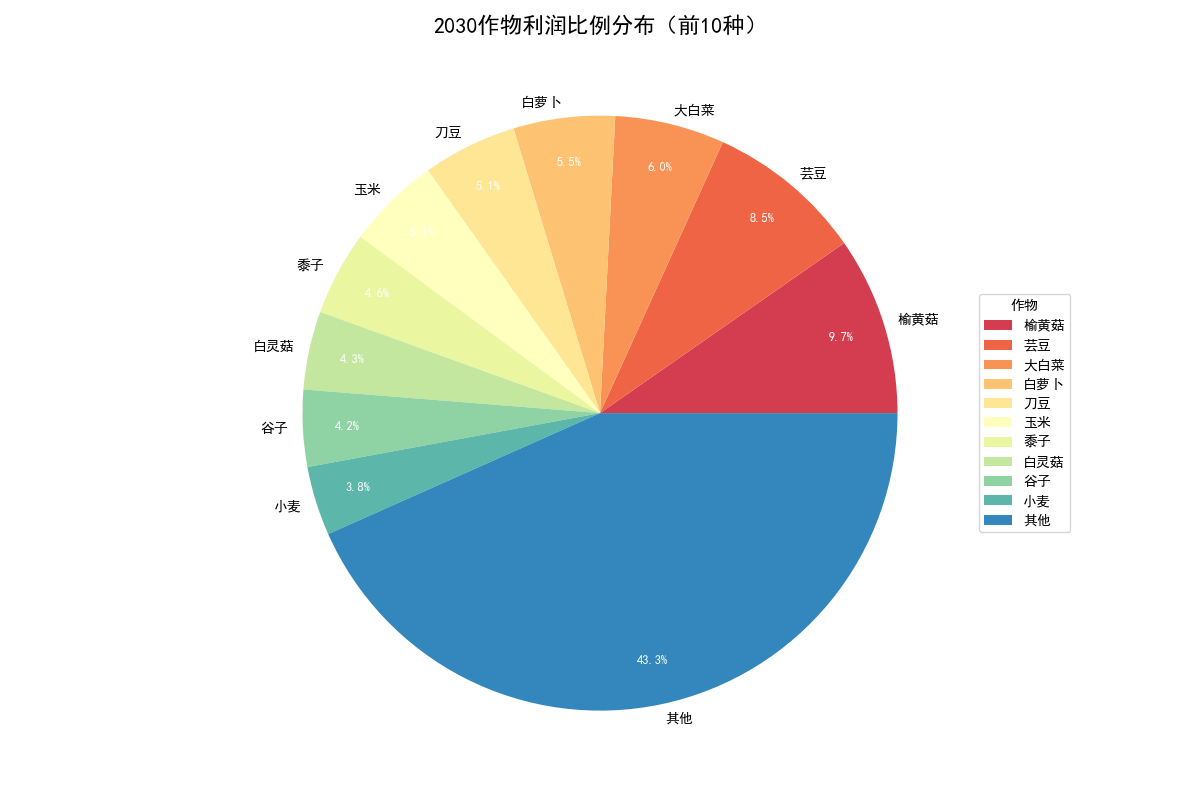 2030作物利润比例分布（前10种）
白萝卜
大白菜
刀豆
芸豆
玉米
黍子
榆黄菇
白灵菇
谷子
小麦
其他
5.5%
6.0%
5.1%
8.5%
4.6%
9.7%
4.3%
4.2%
3.8%
43.3%
作物
榆黄菇
芸豆
大白菜
白萝卜
刀豆
玉米
黍子
白灵菇
谷子
小麦
其他